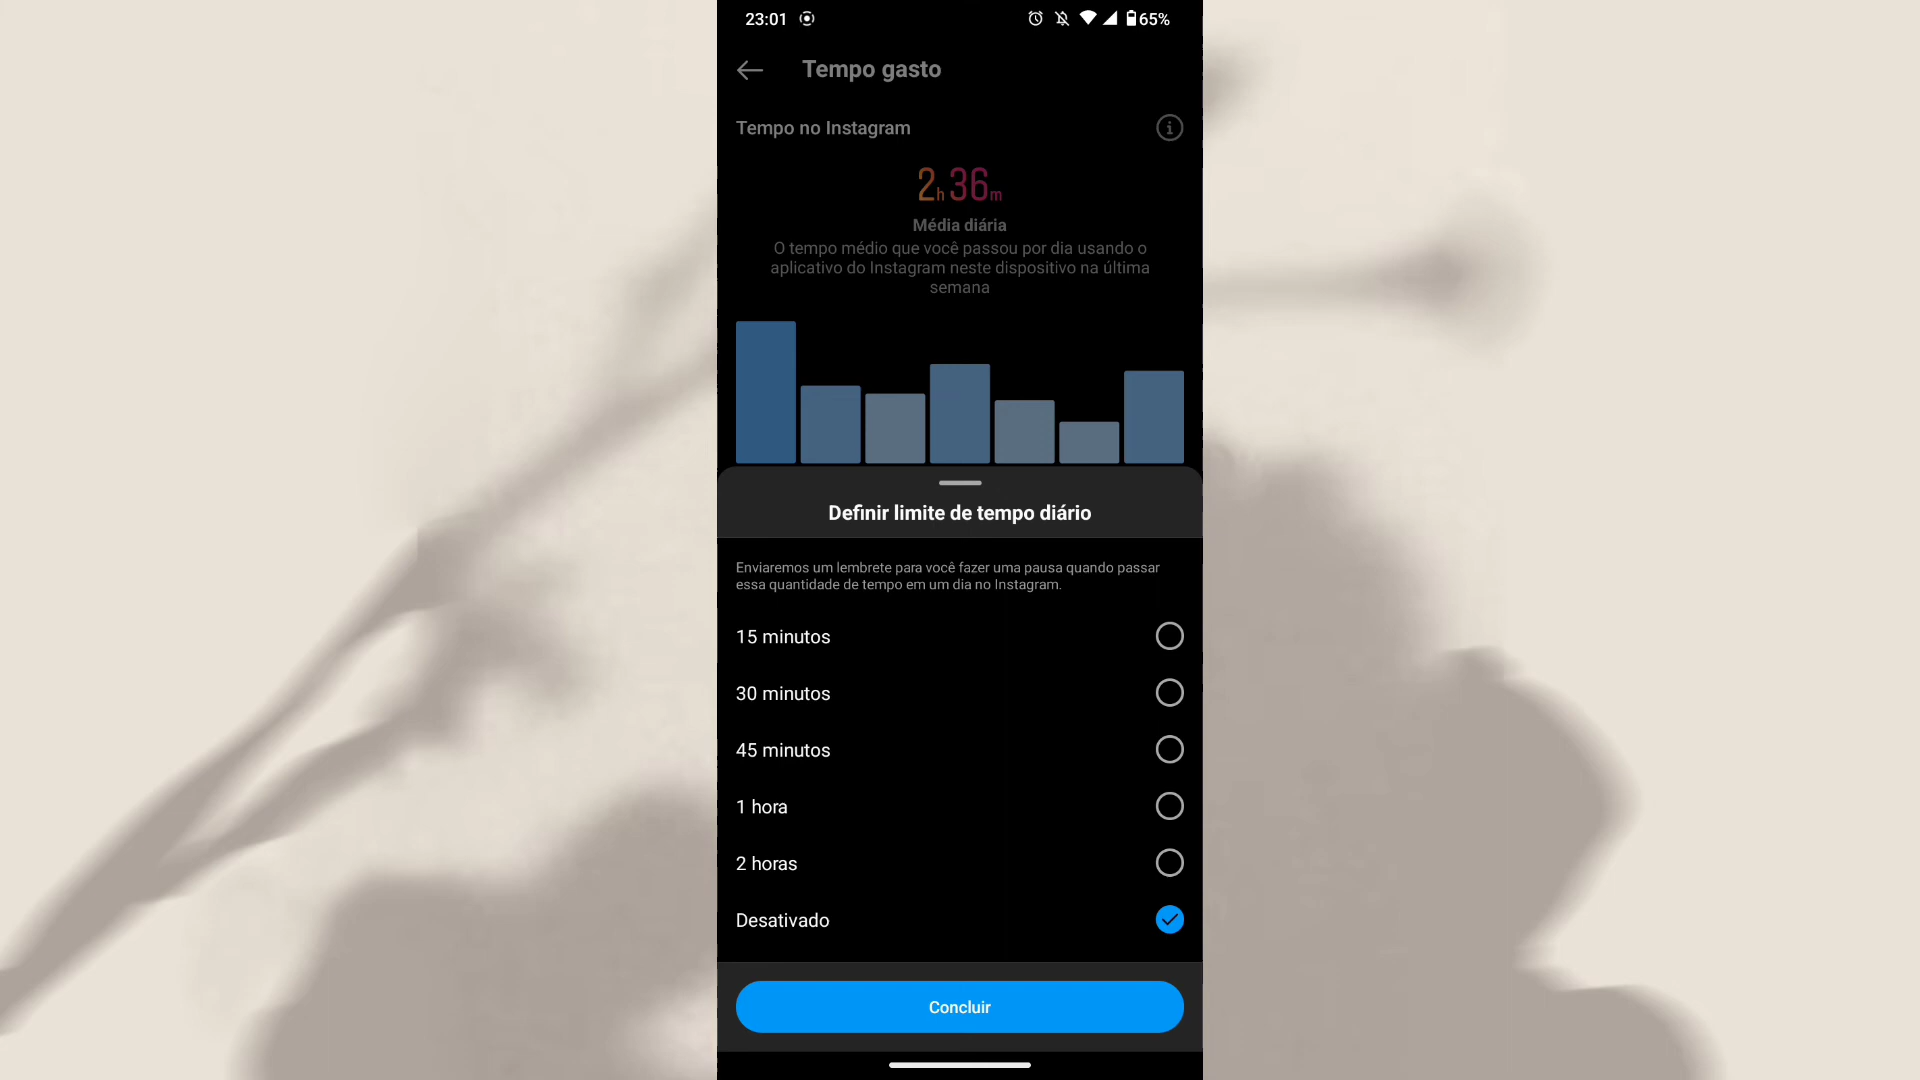 23:01
65%
Tempo gasto
Tempo no Instagram
2h 36m
Média diária
O tempo médio que você passou por dia usando o
aplicativo do Instagram neste dispositivo na última
semana
Definir limite de tempo diário
Enviaremos um lembrete para você fazer uma pausa quando passar
essa quantidade de tempo em um dia no Instagram.
15 minutos
30 minutos
45 minutos
1 hora
2 horas
Desativado
Concluir